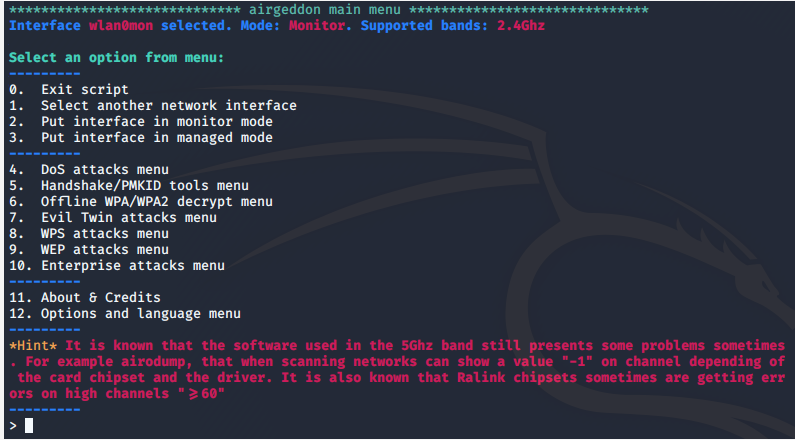 ***************************** airgeddon main menu ******************************
Interface wlan0mon selected. Mode: Monitor. Supported bands: 2.4Ghz
Select an option from menu:
---------
0.  Exit script
1.  Select another network interface
2.  Put interface in monitor mode
3.  Put interface in managed mode
---------
4.  DoS attacks menu
5.  Handshake/PMKID tools menu
6.  Offline WPA/WPA2 decrypt menu
7.  Evil Twin attacks menu
8.  WPS attacks menu
9.  WEP attacks menu
10. Enterprise attacks menu
---------
11. About & Credits
12. Options and language menu
---------
*Hint* It is known that the software used in the 5Ghz band still presents some problems sometimes
. For example airodump, that when scanning networks can show a value "-1" on channel depending of
 the card chipset and the driver. It is also known that Ralink chipsets sometimes are getting err
ors on high channels ">=60"
---------
>